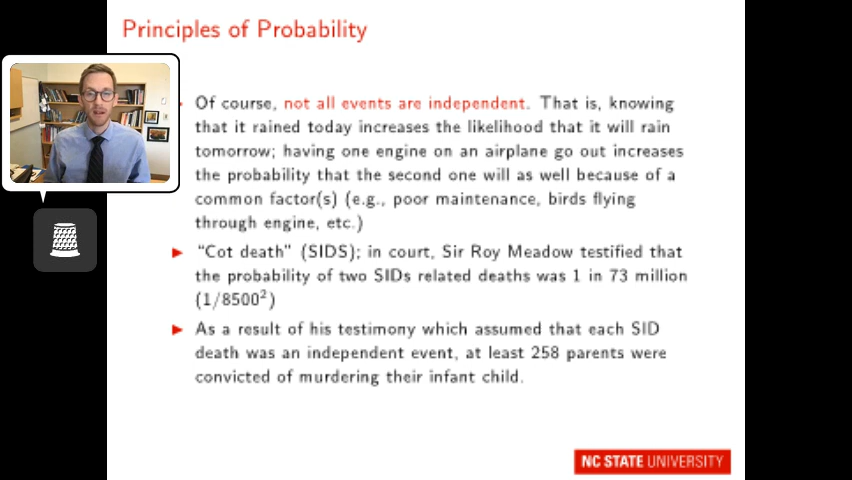 Principles of Probability
Of course, not all events are independent. That is, knowing
that it rained today increases the likelihood that it will rain
tomorrow; having one engine on an airplane go out increases
the probability that the second one will as well because of a
common factor(s) (e.g., poor maintenance, birds flying
through engine, etc.)
“Cot death” (SIDS); in court, Sir Roy Meadow testified that
the probability of two SIDs related deaths was 1 in 73 million
(1/8500²)
As a result of his testimony which assumed that each SID
death was an independent event, at least 258 parents were
convicted of murdering their infant child.
NC STATE UNIVERSITY